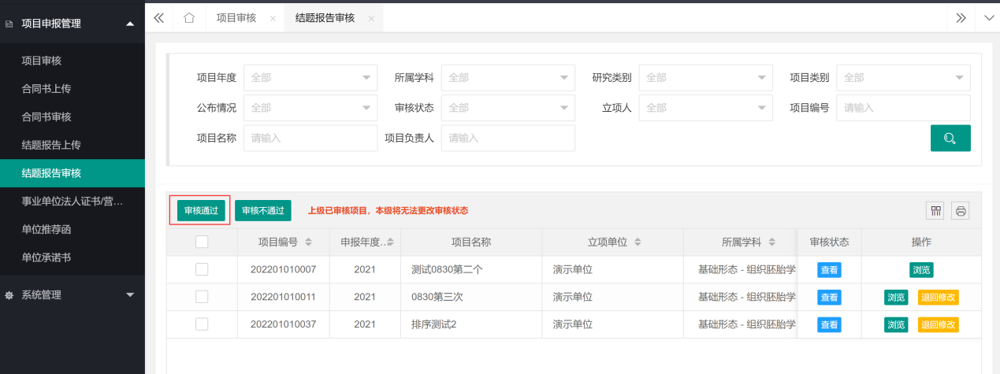 项目申报管理
项目审核
合同书上传
合同书审核
结题报告上传
结题报告审核
事业单位法人证书/营...
单位推荐函
单位承诺书
系统管理
项目审核 结题报告审核
项目年度 全部 所属学科 全部 研究类别 全部 项目类别 全部
公布情况 全部 审核状态 全部 立项人 全部 项目编号 请输入
项目名称 请输入 项目负责人 请输入
审核通过 审核不通过 上级已审核项目，本级将无法更改审核状态
项目编号 申报年度... 项目名称 立项单位 所属学科 审核状态 操作
202201010007 2021 测试0830第二个 演示单位 基础形态 - 组织胚胎学 查看 浏览
202201010011 2021 0830第三次 演示单位 基础形态 - 组织胚胎学 查看 浏览 退回修改
202201010037 2021 排序测试2 演示单位 基础形态 - 组织胚胎学 查看 浏览 退回修改